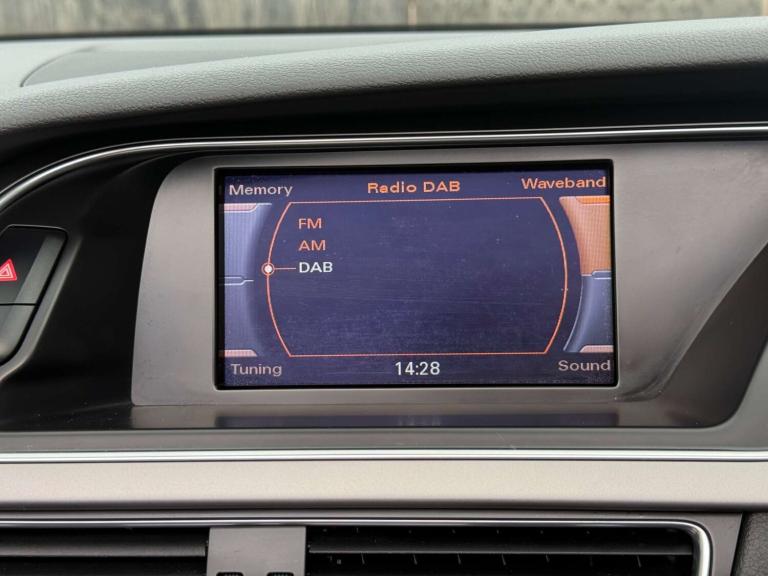 Memory Radio DAB Waveband
FM
AM
DAB
Tuning 14:28 Sound